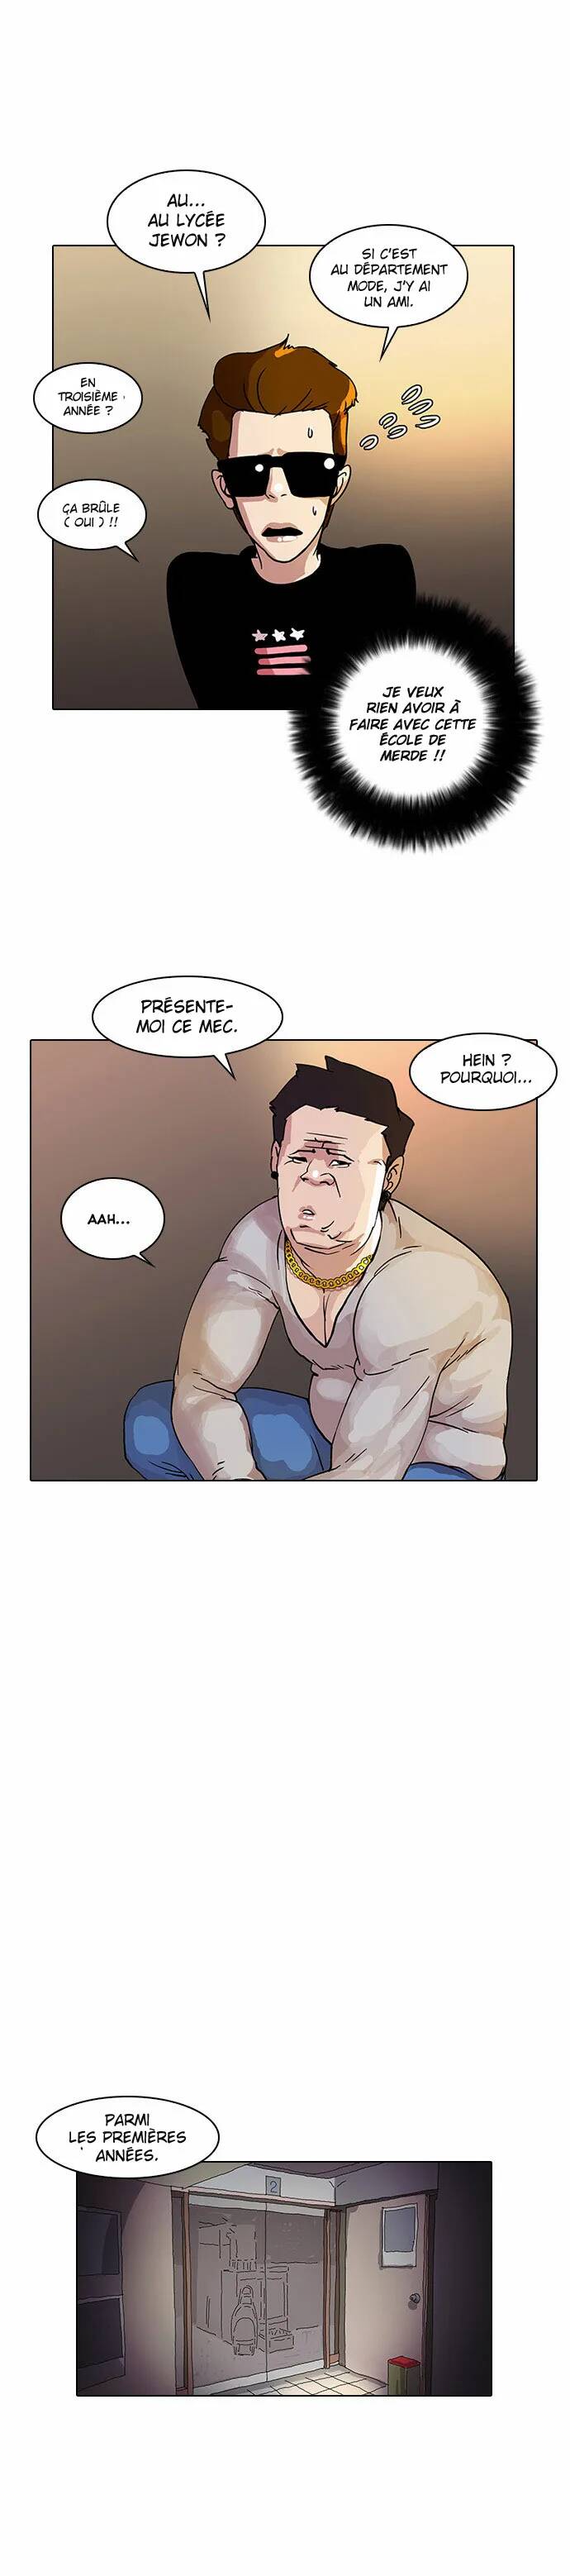 AU...
AU LYCÉE
JEWON ?
SI C'EST
AU DÉPARTEMENT
MODE, J'Y AI
UN AMI.
EN
TROISIÈME
ANNÉE ?
ÇA BRÛLE
( OUI ) !!
JE VEUX
RIEN AVOIR À
FAIRE AVEC CETTE
ÉCOLE DE
MERDE !!
PRÉSENTE-
MOI CE MEC.
HEIN ?
POURQUOI...
AAH...
PARMI
LES PREMIÈRES
ANNÉES.
2